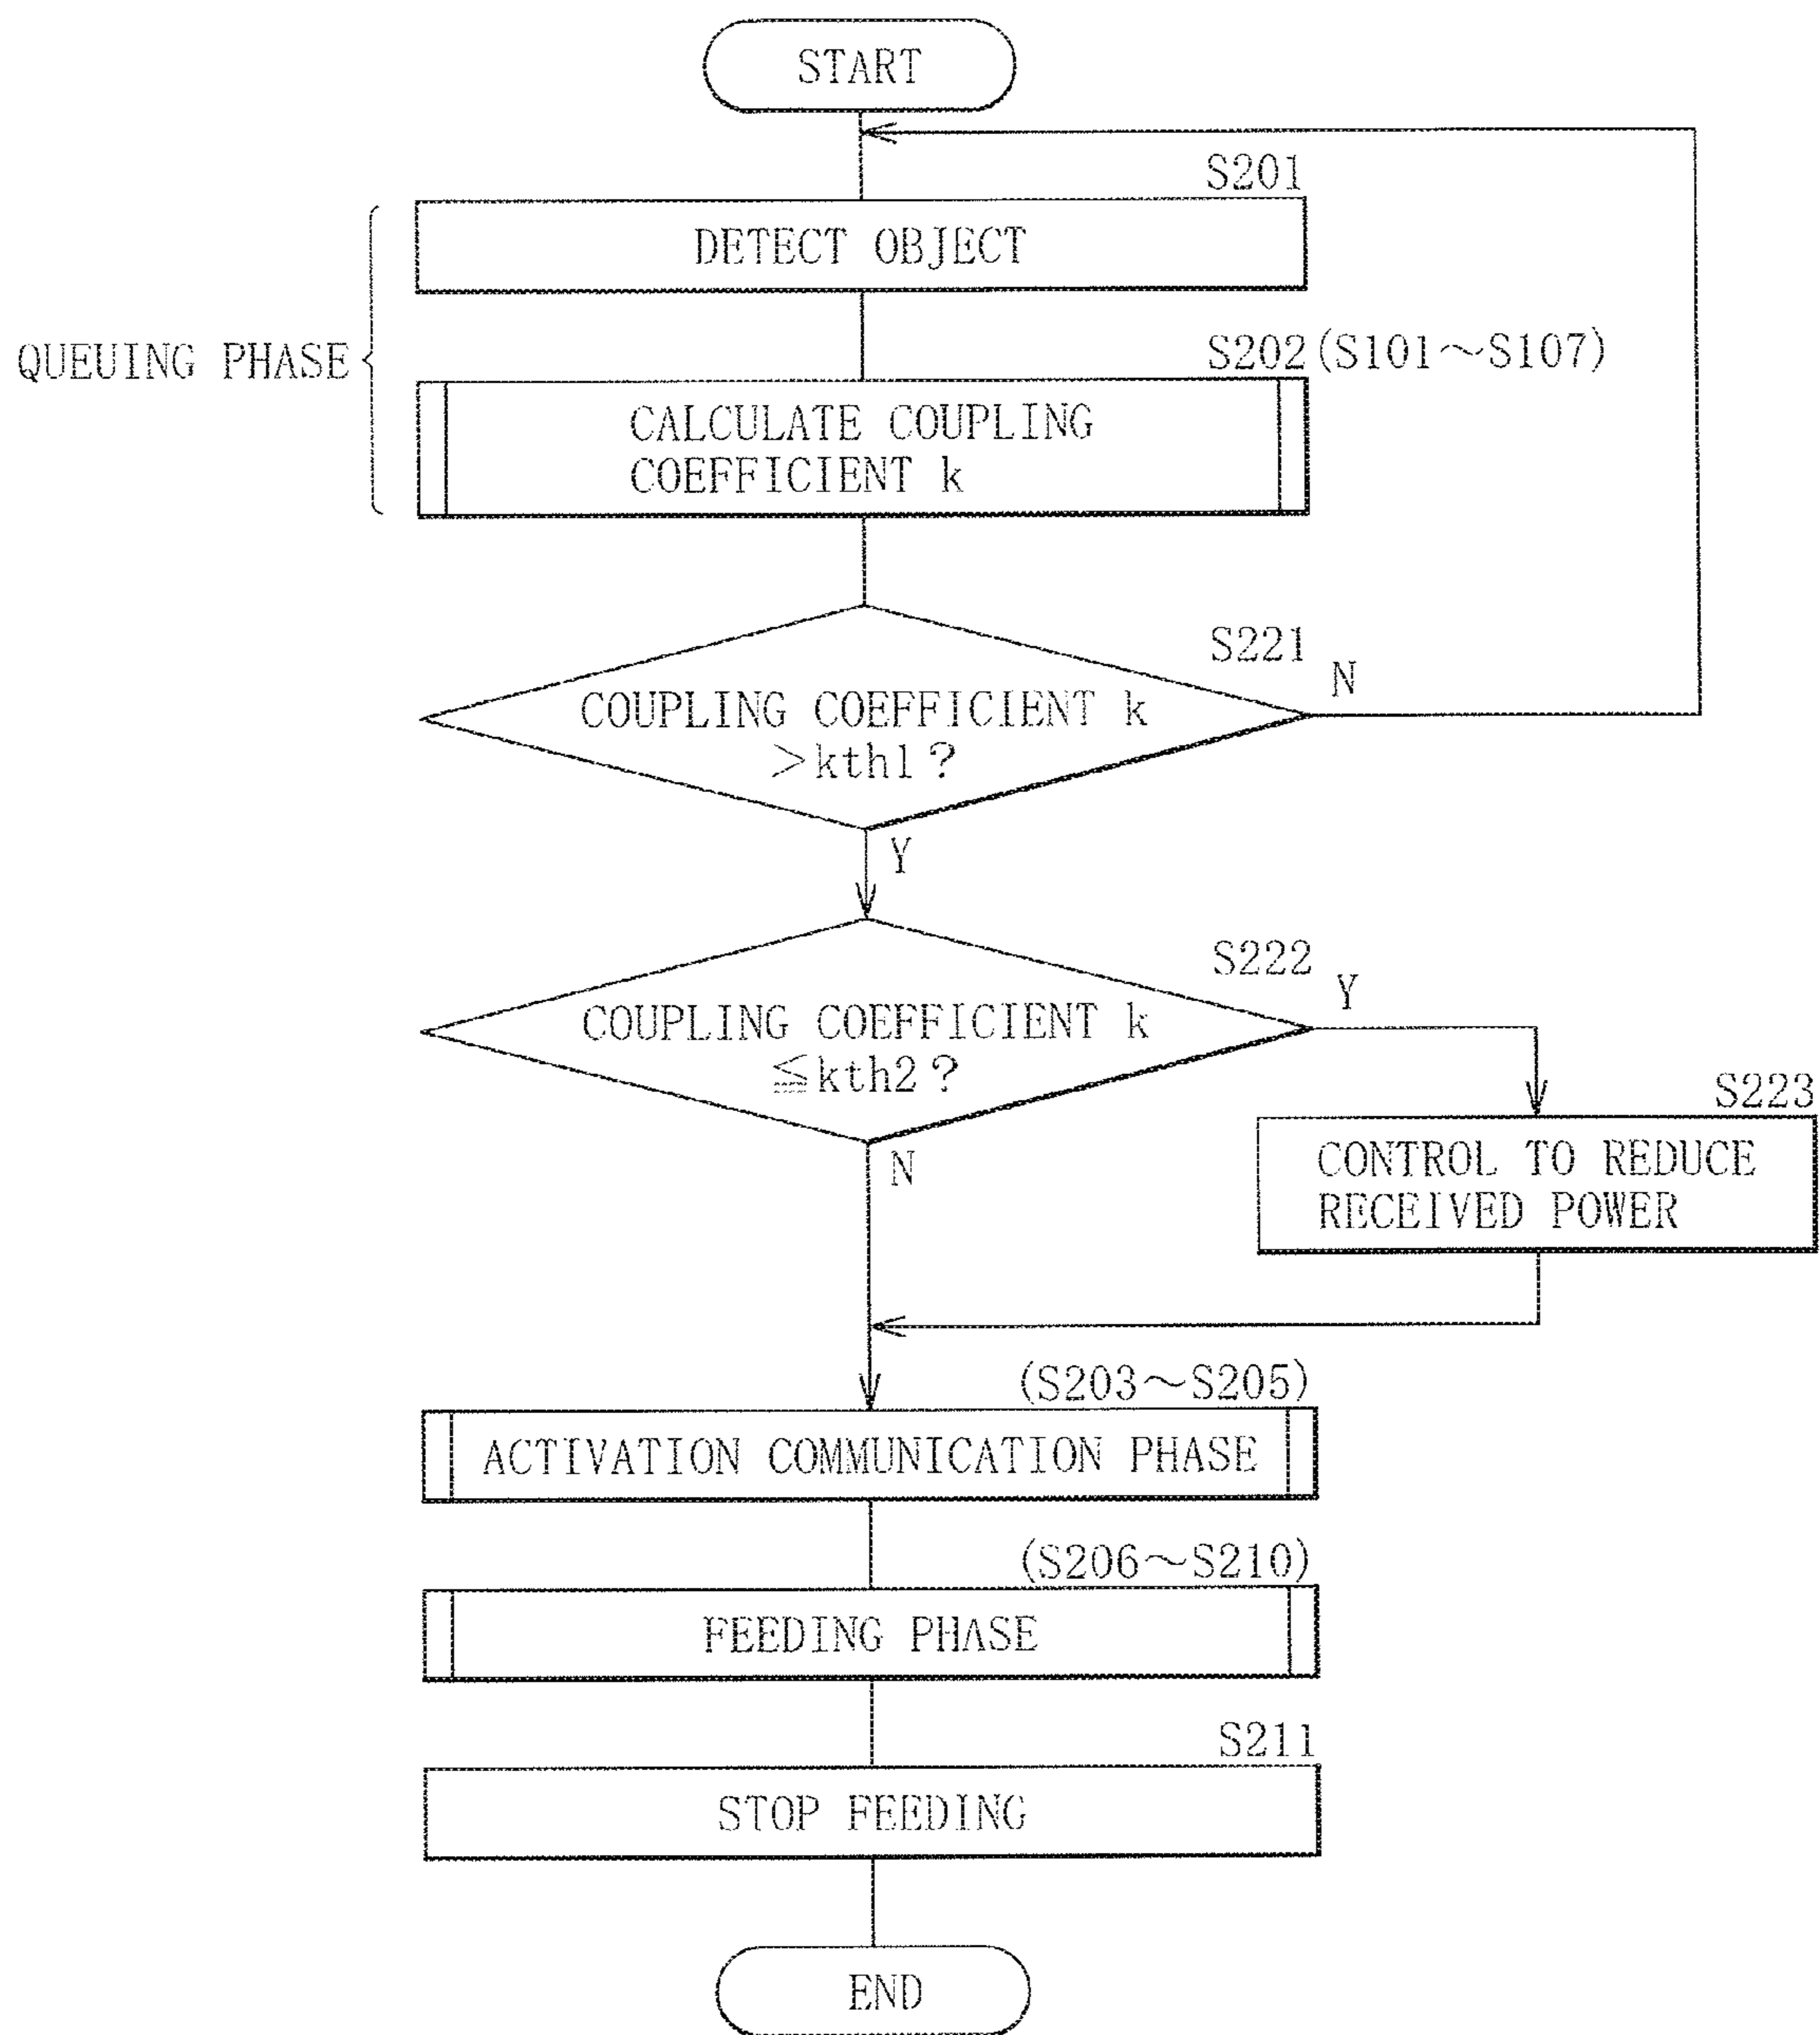 START
S201
DETECT OBJECT
QUEUING PHASE
S202(S101～S107)
CALCULATE COUPLING
COEFFICIENT k
S221
N
COUPLING COEFFICIENT k
＞kth1?
Y
S222
Y
COUPLING COEFFICIENT k
≦kth2?
N
S223
CONTROL TO REDUCE
RECEIVED POWER
(S203～S205)
ACTIVATION COMMUNICATION PHASE
(S206～S210)
FEEDING PHASE
S211
STOP FEEDING
END